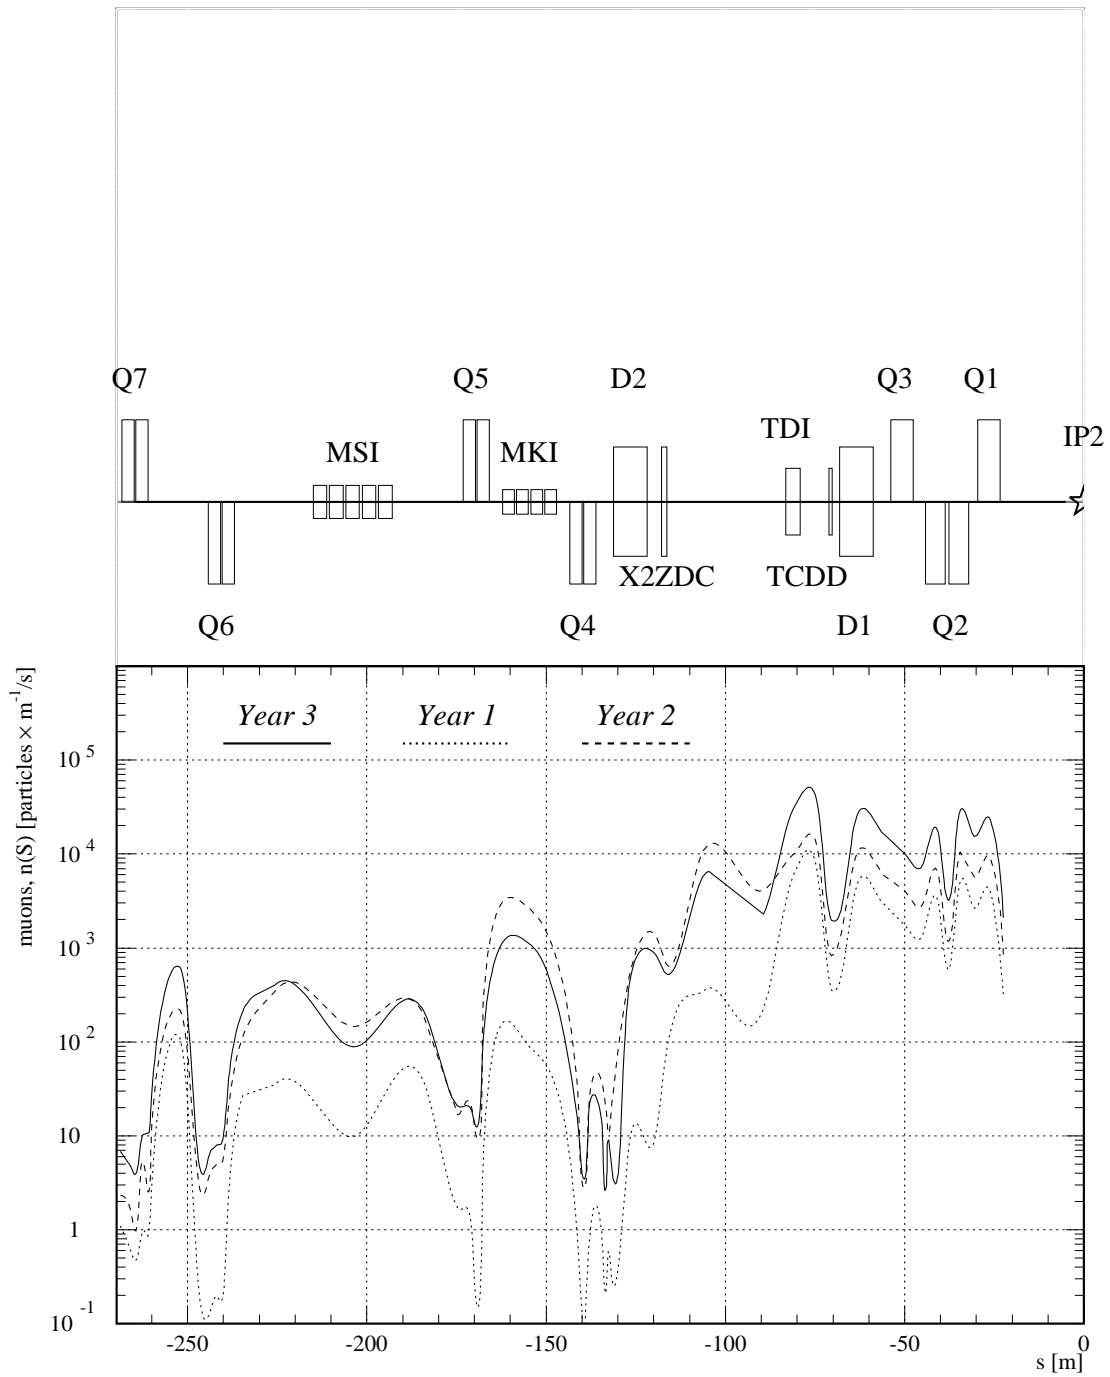 Q7 Q5 D2 Q3 Q1
MSI MKI TDI IP2
X2ZDC TCDD
Q6 Q4 D1 Q2
muons, n(S) [particles × m⁻¹/s]
Year 3 Year 1 Year 2
10⁵
10⁴
10³
10²
10
1
10⁻¹
-250 -200 -150 -100 -50 0
s [m]